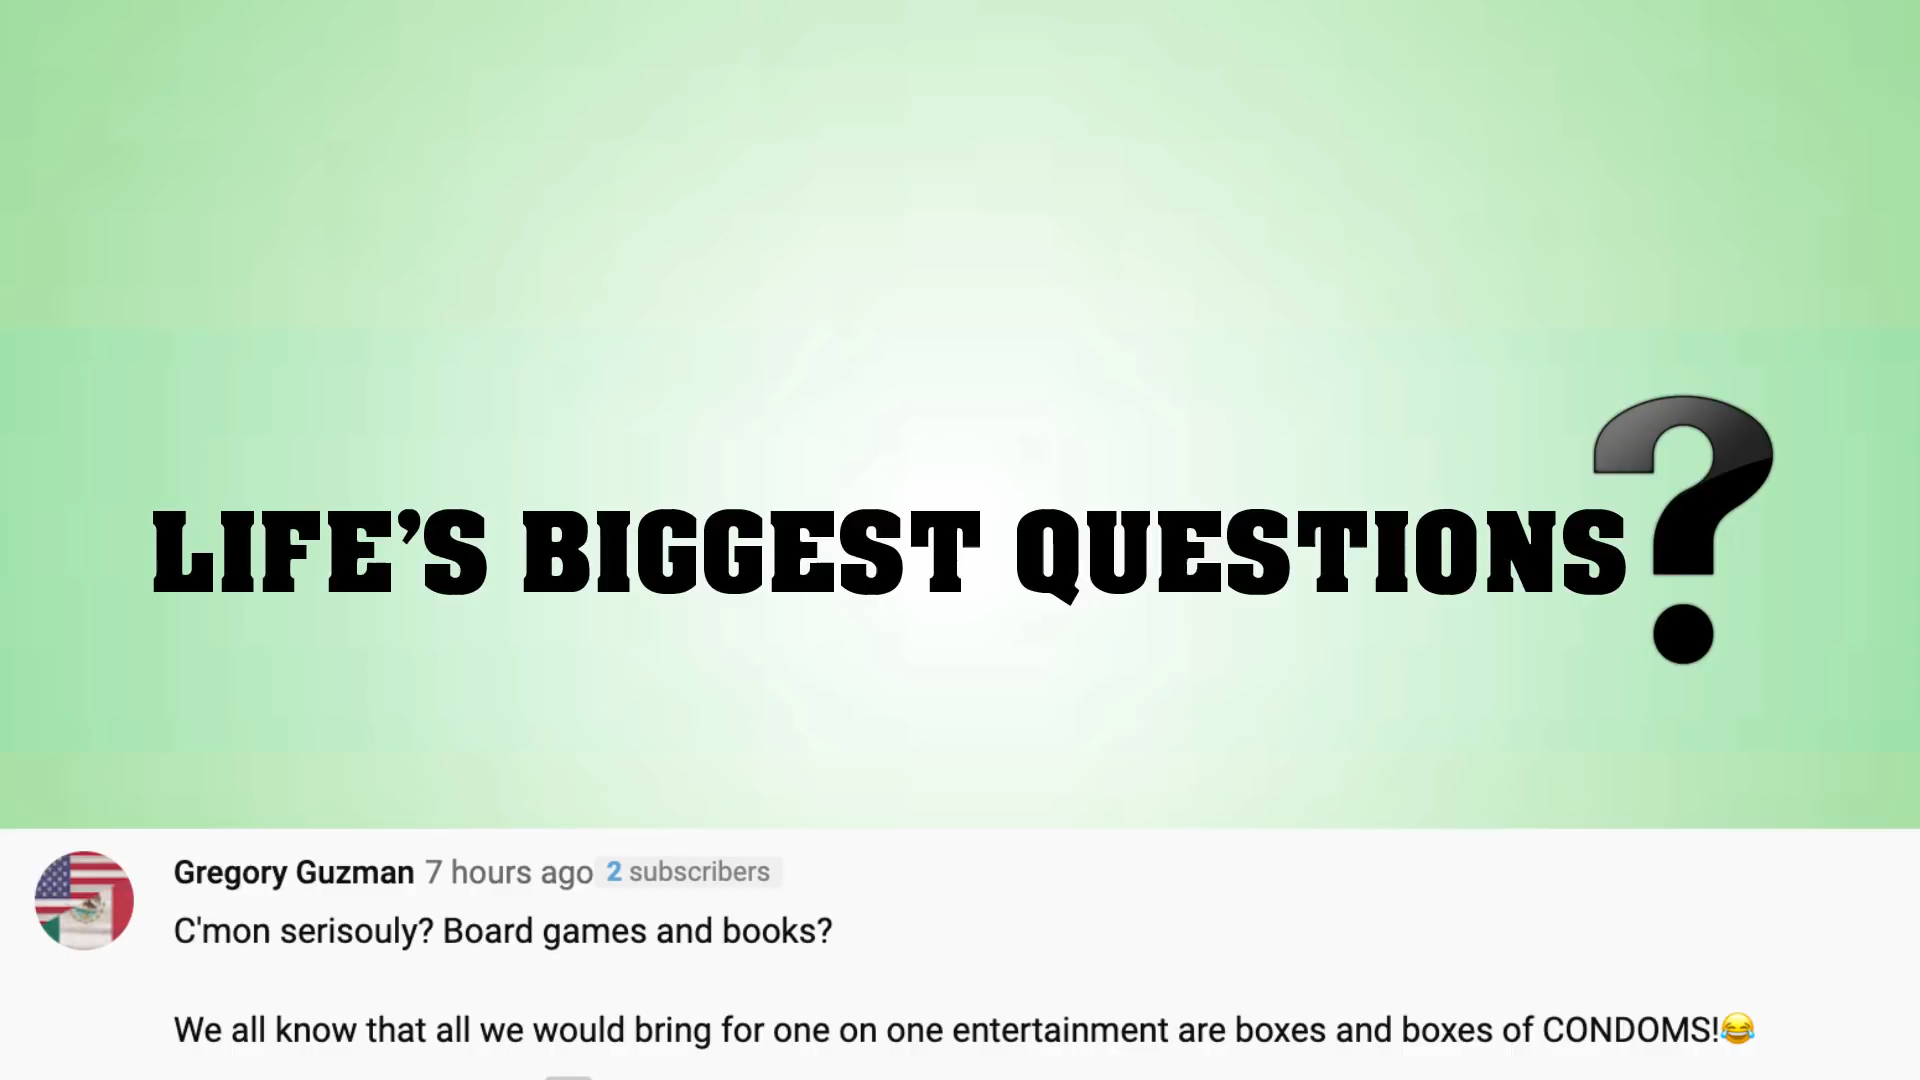 LIFE’S BIGGEST QUESTIONS?
Gregory Guzman 7 hours ago 2 subscribers
C'mon serisouly? Board games and books?
We all know that all we would bring for one on one entertainment are boxes and boxes of CONDOMS!😂